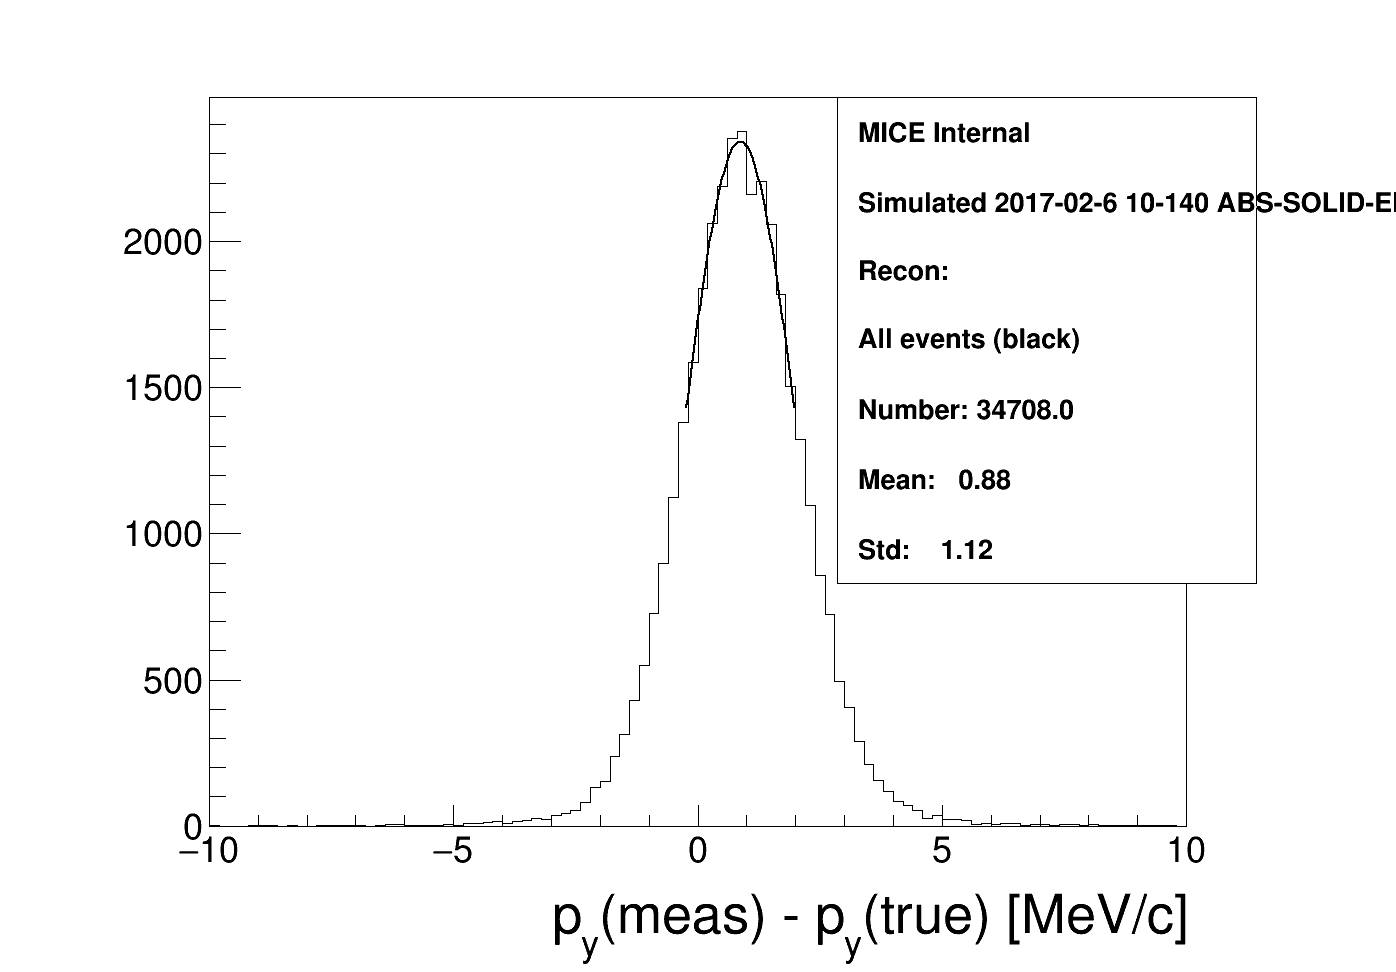 MICE Internal
Simulated 2017-02-6 10-140 ABS-SOLID-E
Recon:
All events (black)
Number: 34708.0
Mean: 0.88
Std: 1.12
2000
1500
1000
500
0
−10 −5 0 5 10
py(meas) - py(true) [MeV/c]